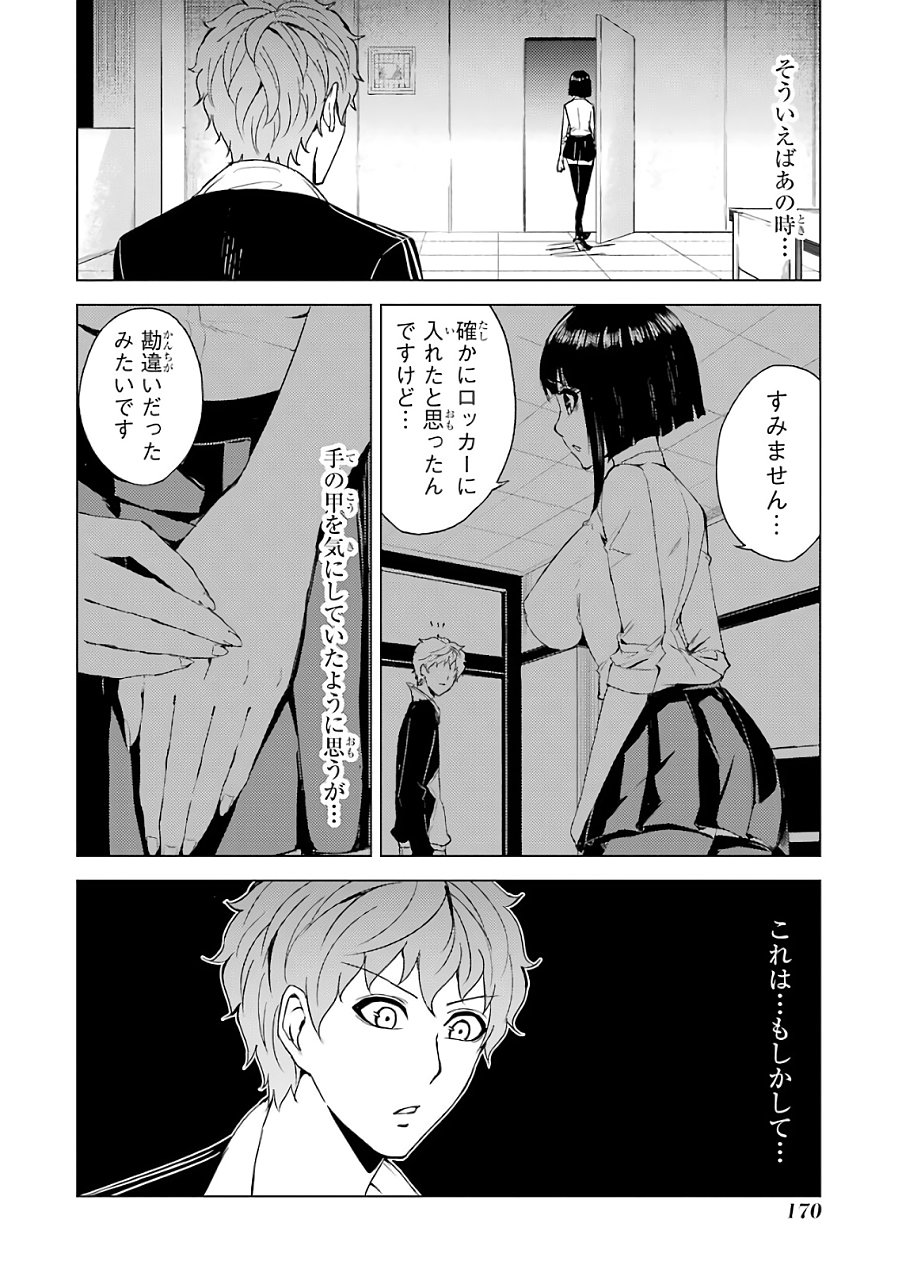 そういえばあの時…
すみません…
確かにロッカーに
入れたと思ったん
ですけど…
手の甲を気にしていたように思うが…
勘違いだった
みたいです
これは…もしかして…
170